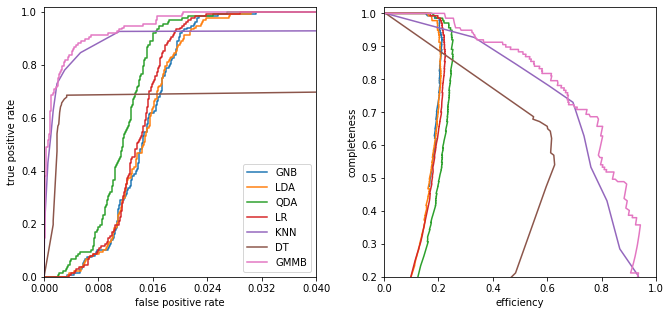 1.0
0.8
0.6
0.4
0.2
0.0
true positive rate
0.000 0.008 0.016 0.024 0.032 0.040
false positive rate
GNB
LDA
QDA
LR
KNN
DT
GMMB
1.0
0.9
0.8
0.7
0.6
0.5
0.4
0.3
0.2
completeness
0.0 0.2 0.4 0.6 0.8 1.0
efficiency